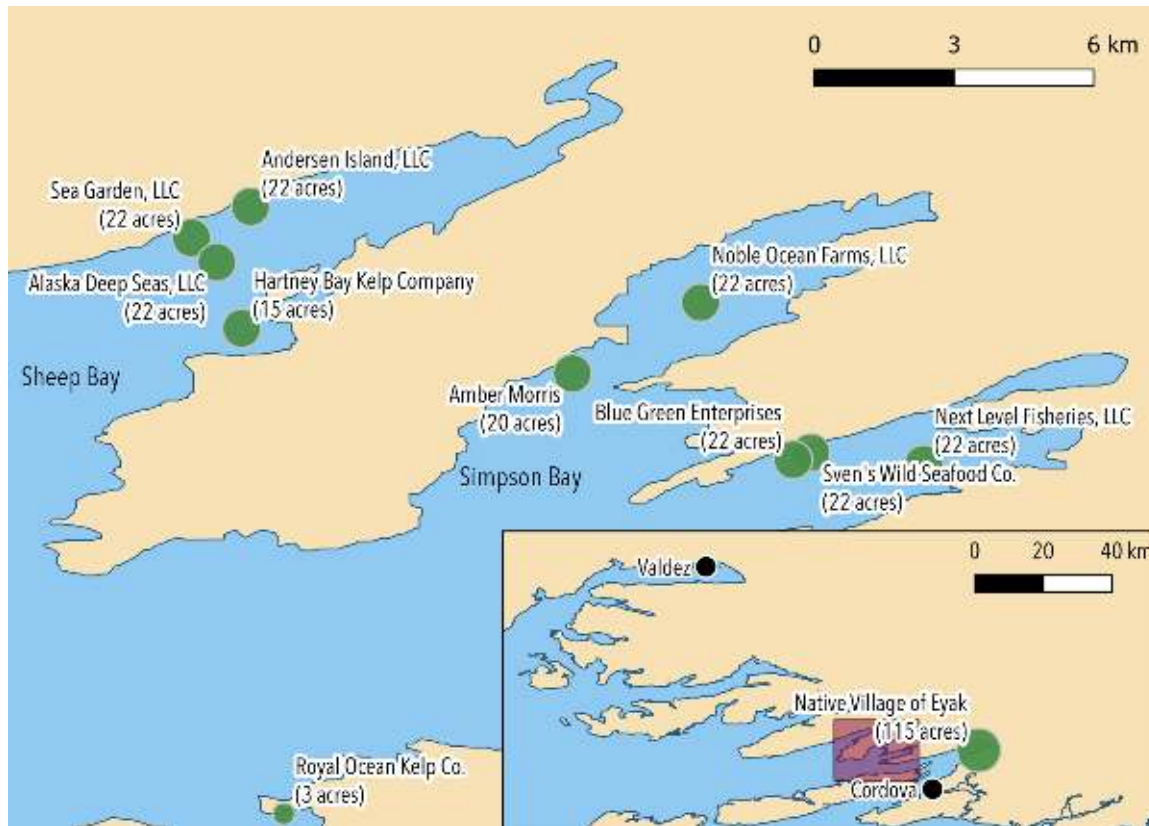 0 3 6 km
Andersen Island, LLC
(22 acres)
Sea Garden, LLC
(22 acres)
Alaska Deep Seas, LLC
(22 acres)
Hartney Bay Kelp Company
(15 acres)
Noble Ocean Farms, LLC
(22 acres)
Sheep Bay
Amber Morris
(20 acres)
Blue Green Enterprises
(22 acres)
Next Level Fisheries, LLC
(22 acres)
Sven's Wild Seafood Co.
(22 acres)
Simpson Bay
0 20 40 km
Valdez
Native Village of Eyak
(115 acres)
Cordova
Royal Ocean Kelp Co.
(3 acres)